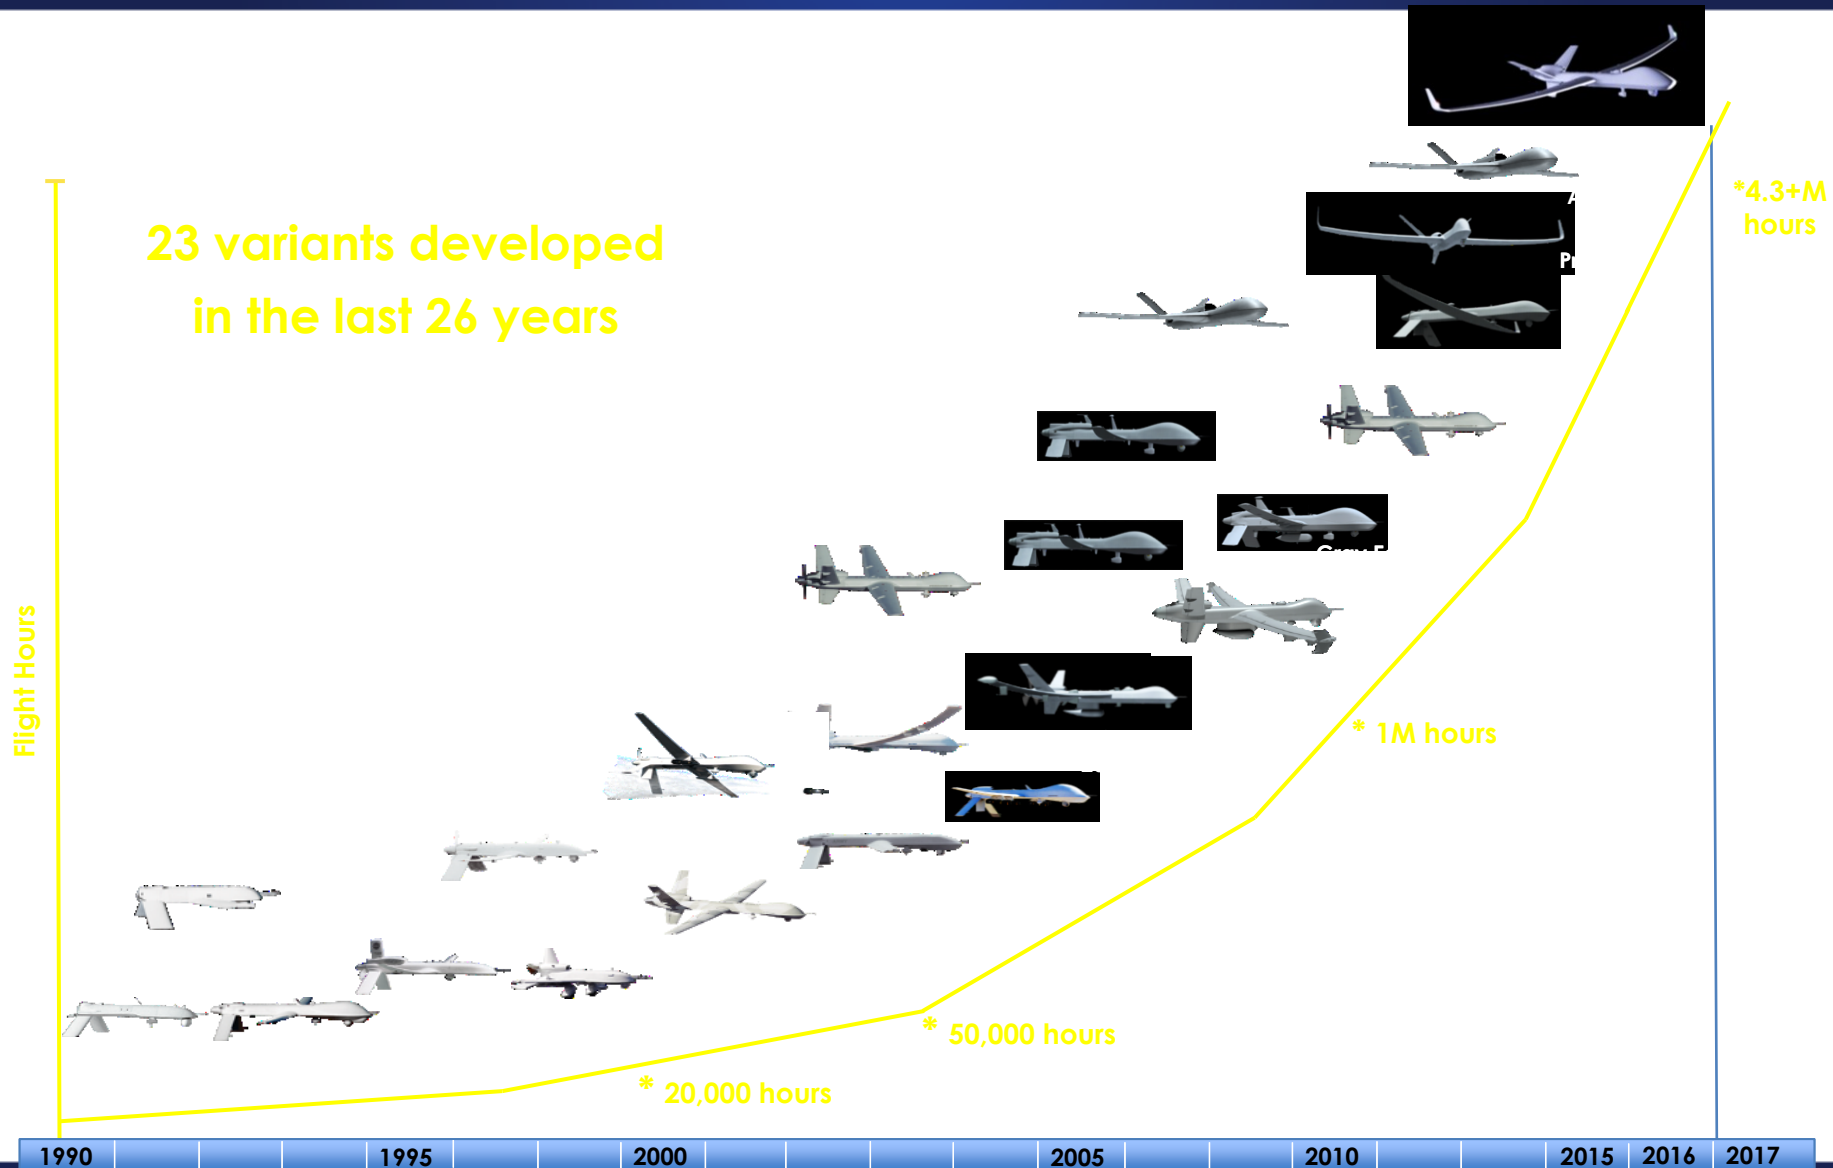 *4.3+M
hours
23 variants developed
in the last 26 years
Flight Hours
* 1M hours
* 50,000 hours
* 20,000 hours
1990 1995 2000 2005 2010 2015 2016 2017